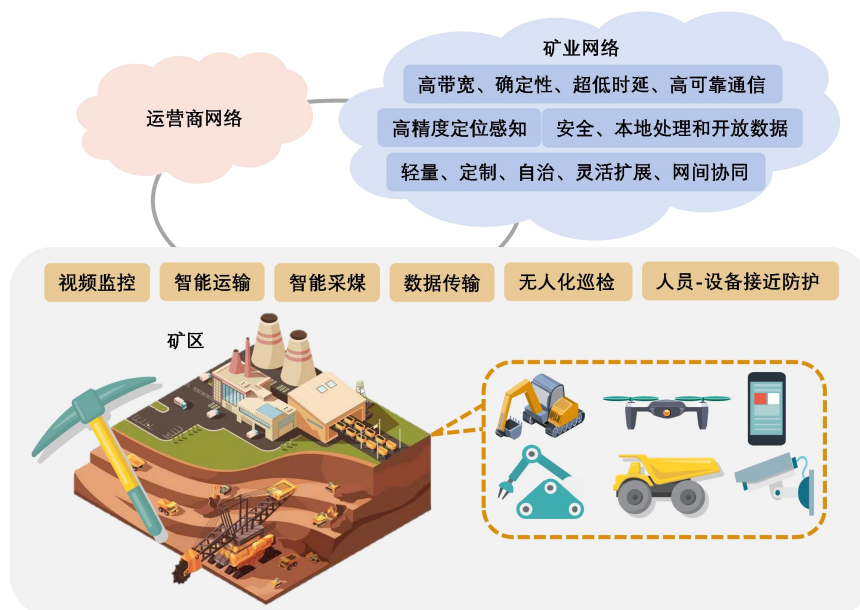 矿业网络
运营商网络
高带宽、确定性、超低时延、高可靠通信
高精度定位感知
安全、本地处理和开放数据
轻量、定制、自治、灵活扩展、网间协同
视频监控
智能运输
智能采煤
数据传输
无人化巡检
人员-设备接近防护
矿区